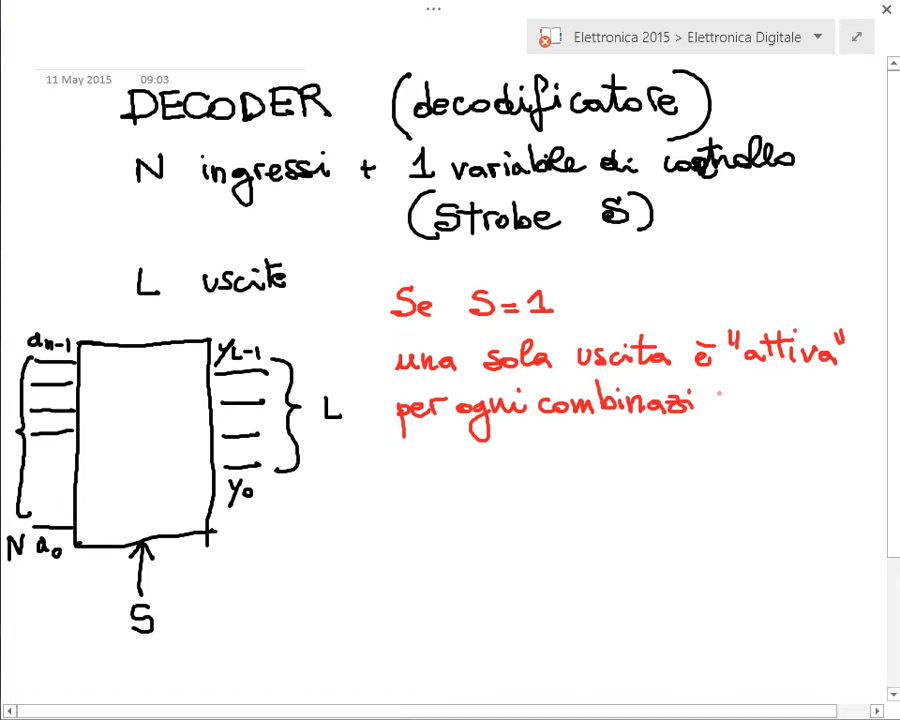 Elettronica 2015 > Elettronica Digitale
11 May 2015 09:03
DECODER (decodificatore)
N ingressi + 1 variabile di controllo
(Strobe S)
L uscite
Se S=1
una sola uscita è "attiva"
per ogni combinazi
an-1
yL-1
L
y0
N a0
S